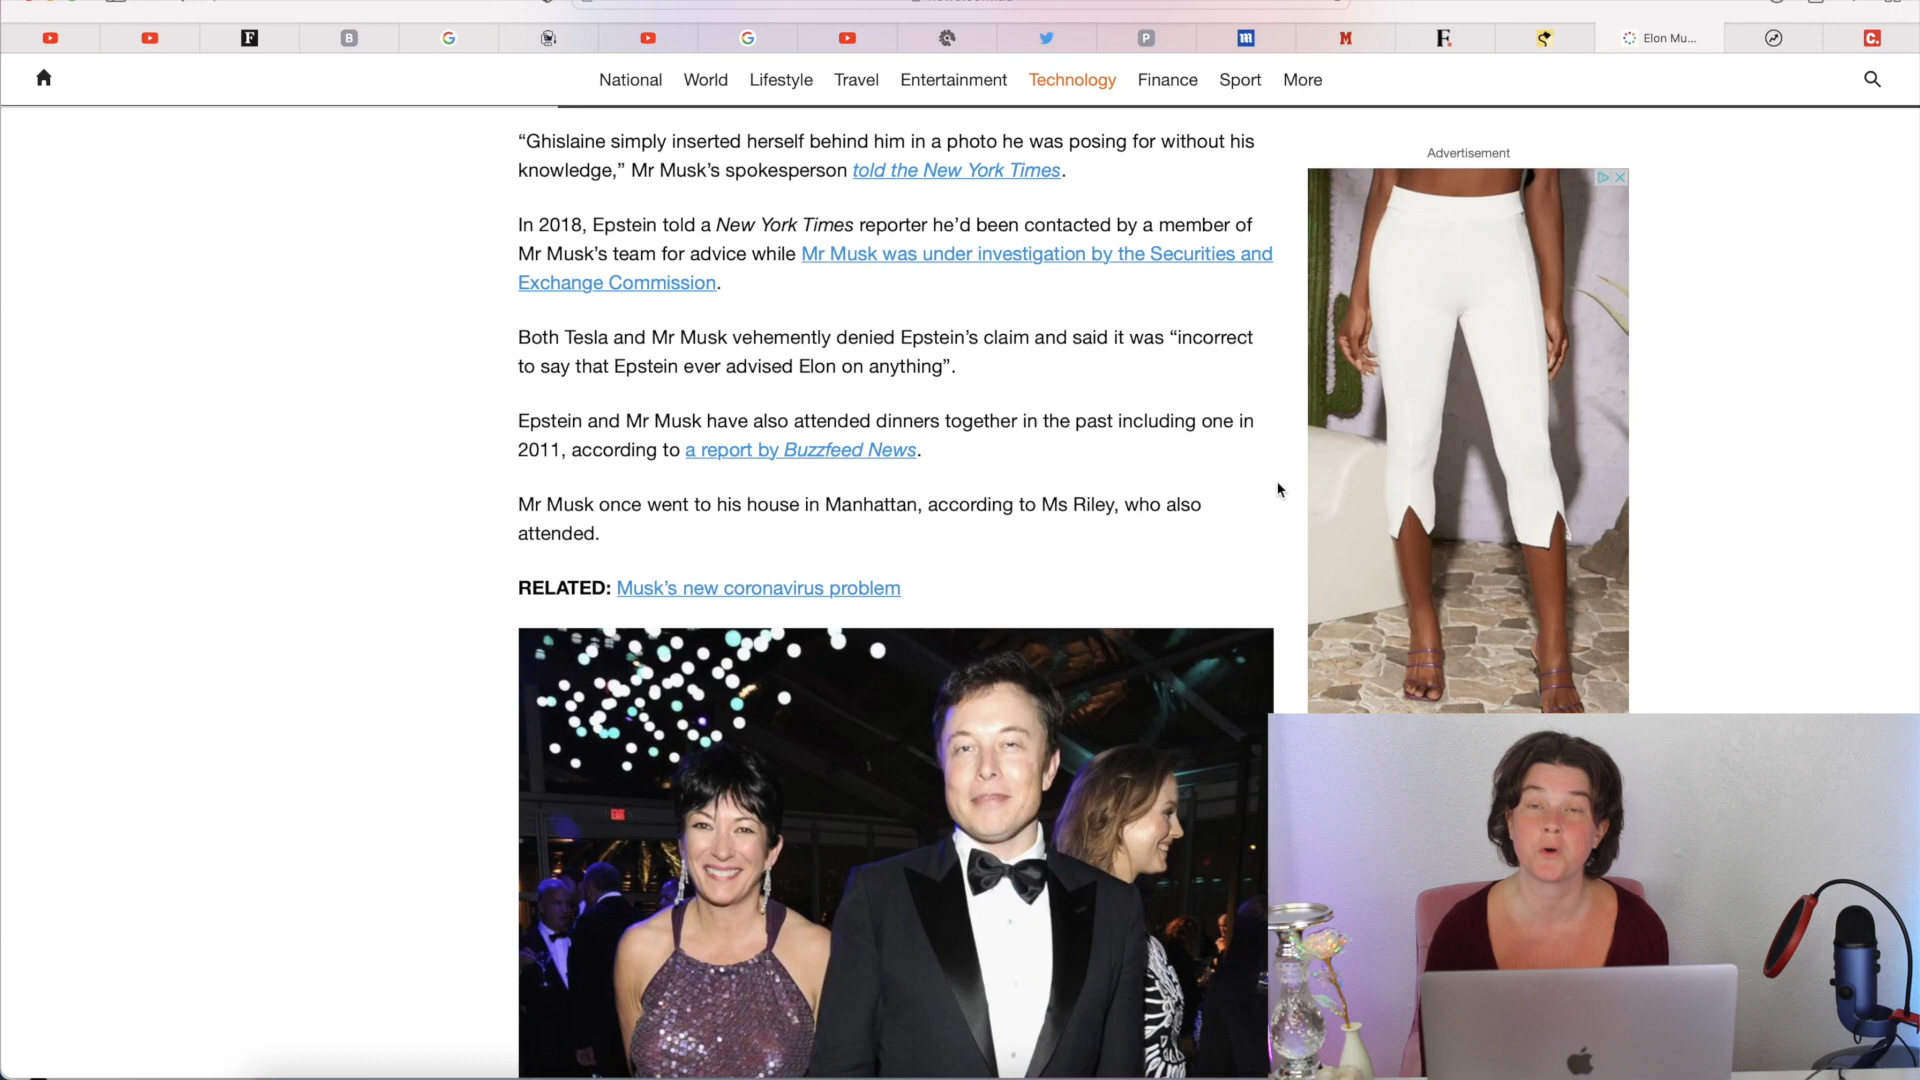 Elon Mu...
National World Lifestyle Travel Entertainment Technology Finance Sport More
“Ghislaine simply inserted herself behind him in a photo he was posing for without his
knowledge,” Mr Musk’s spokesperson told the New York Times.
Advertisement
In 2018, Epstein told a New York Times reporter he’d been contacted by a member of
Mr Musk’s team for advice while Mr Musk was under investigation by the Securities and
Exchange Commission.
Both Tesla and Mr Musk vehemently denied Epstein’s claim and said it was “incorrect
to say that Epstein ever advised Elon on anything”.
Epstein and Mr Musk have also attended dinners together in the past including one in
2011, according to a report by Buzzfeed News.
Mr Musk once went to his house in Manhattan, according to Ms Riley, who also
attended.
RELATED: Musk’s new coronavirus problem